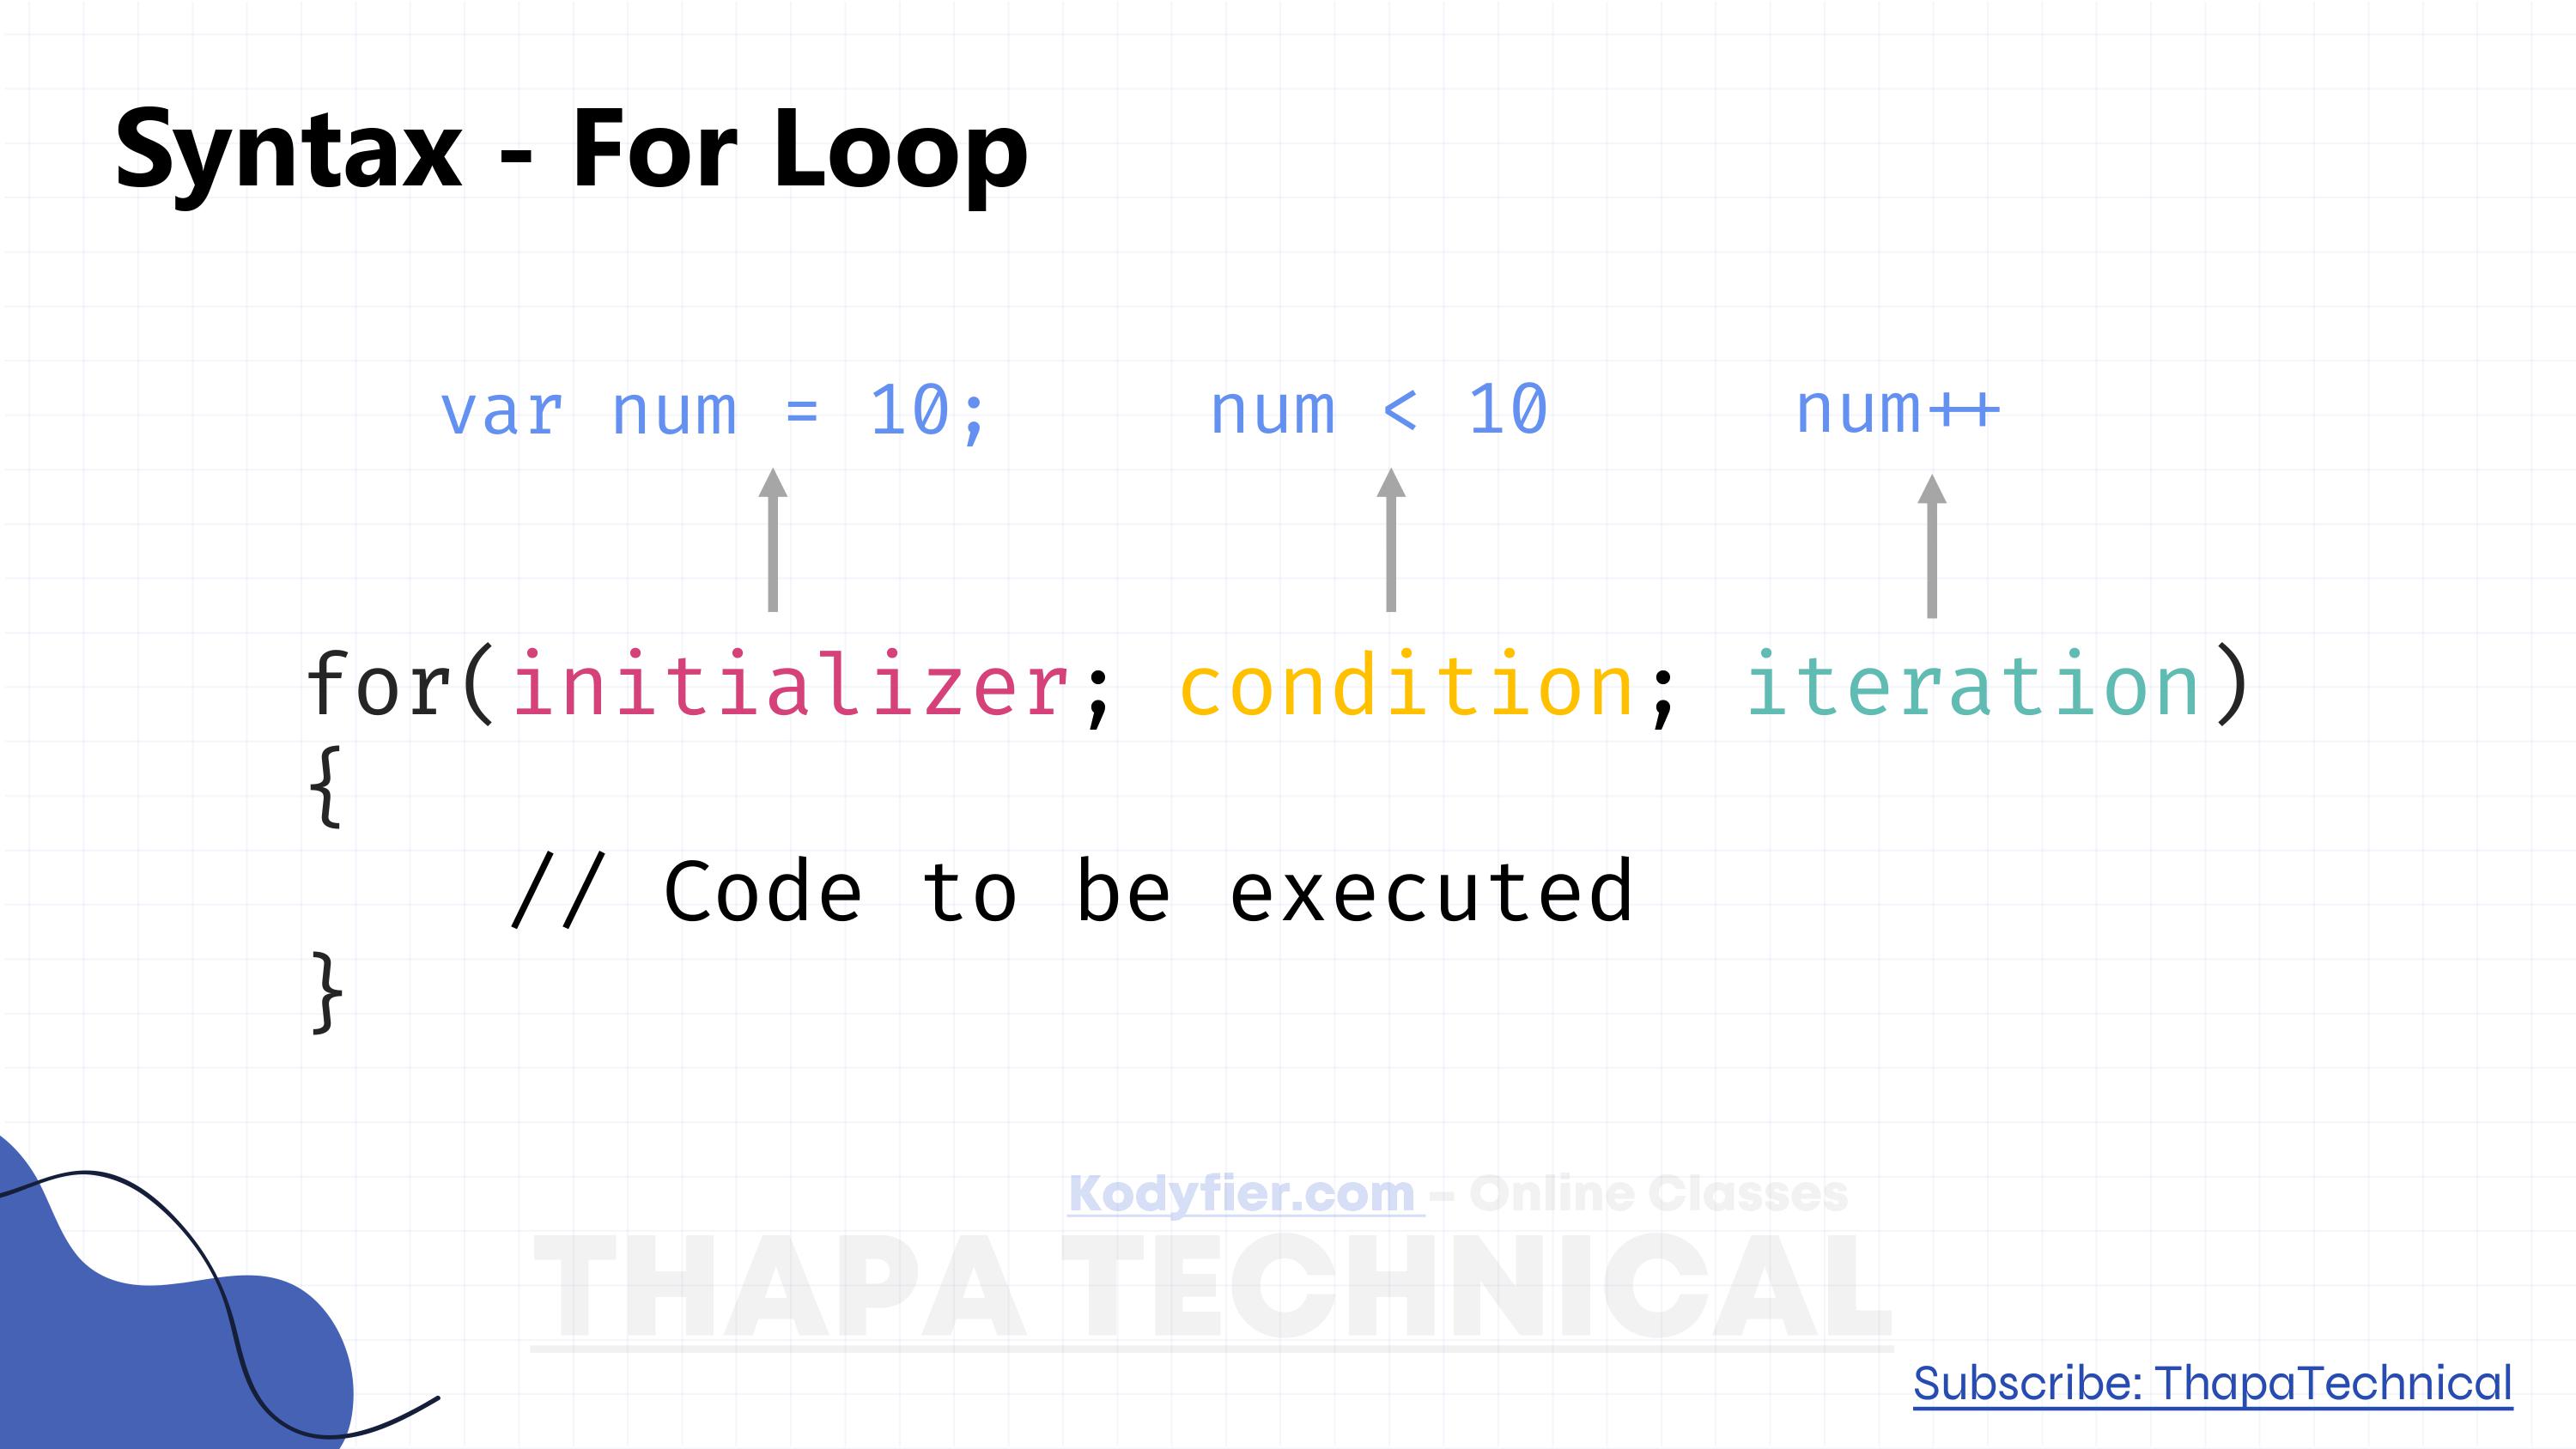 Syntax - For Loop
var num = 10; num < 10 num++
for(initializer; condition; iteration)
{
// Code to be executed
}
Kodyfier.com - Online Classes
THAPA TECHNICAL
Subscribe: ThapaTechnical